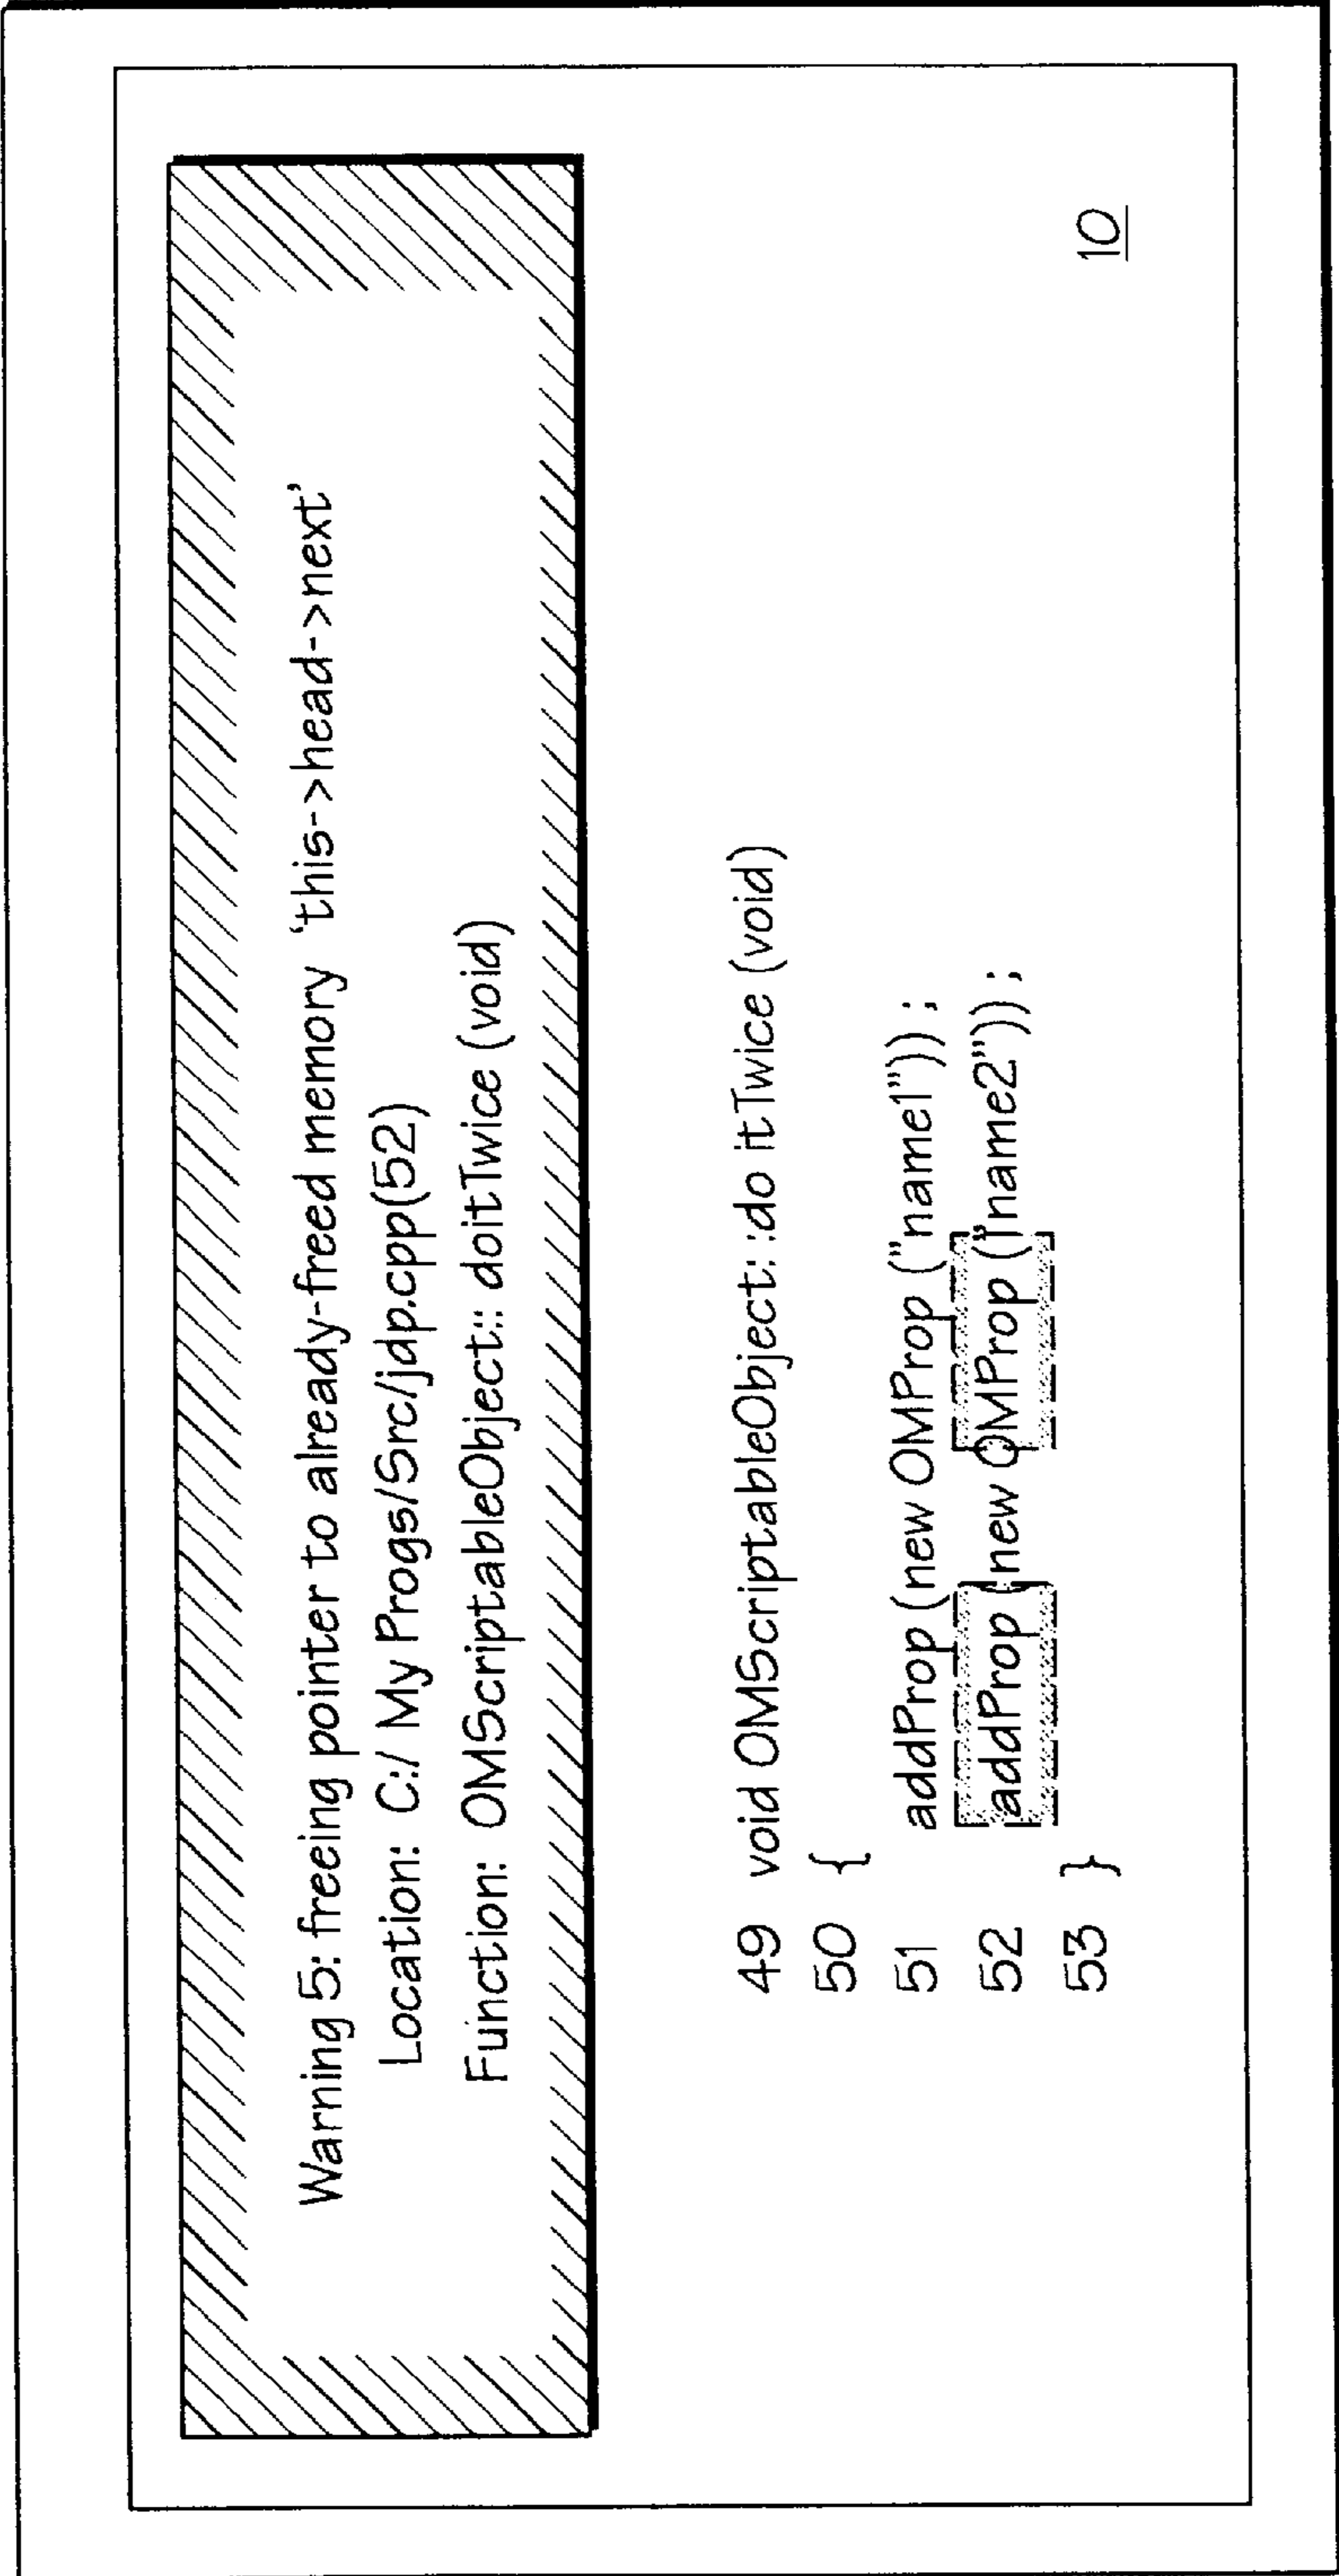 Warning 5: freeing pointer to already-freed memory 'this->head->next'
Location: C:/ My Progs/Src/jdp.cpp(52)
Function: OMScriptableObject:: doitTwice (void)
49 void OMScriptableObject: :do itTwice (void)
50 {
51 addProp (new OMProp ("name1")) ;
52 addProp (new OMProp ("name2")) ;
53 }
10